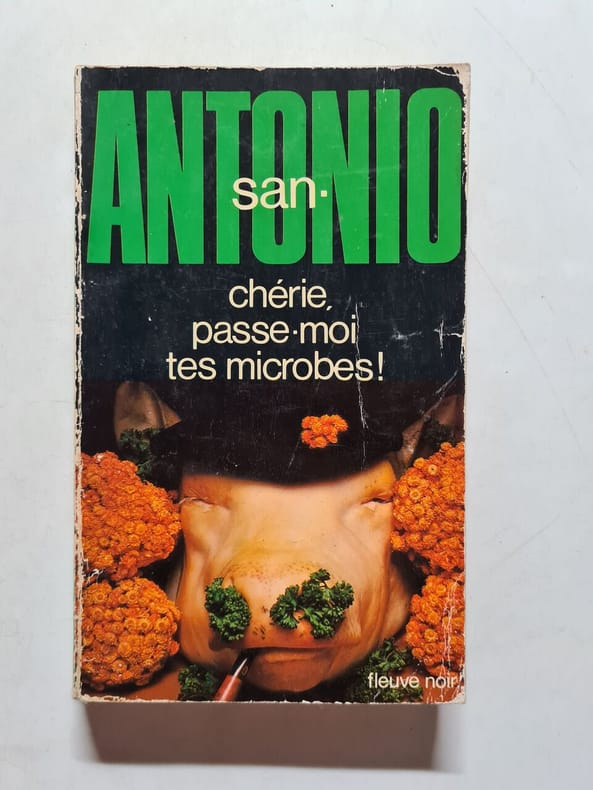 san·
ANTONIO
chérie,
passe·moi
tes microbes!
fleuve noir